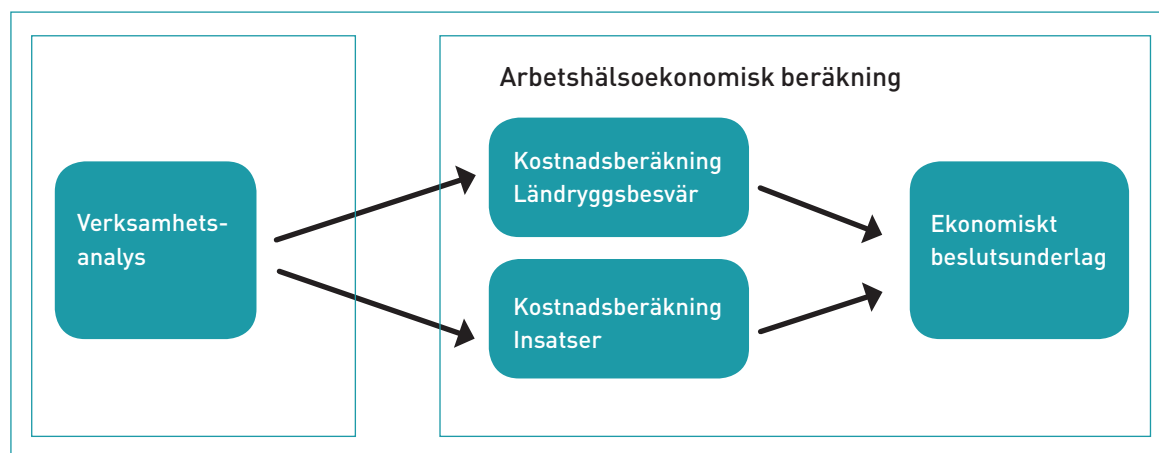 Arbetshälsoekonomisk beräkning
Verksamhets-
analys
Kostnadsberäkning
Ländryggsbesvär
Kostnadsberäkning
Insatser
Ekonomiskt
beslutsunderlag